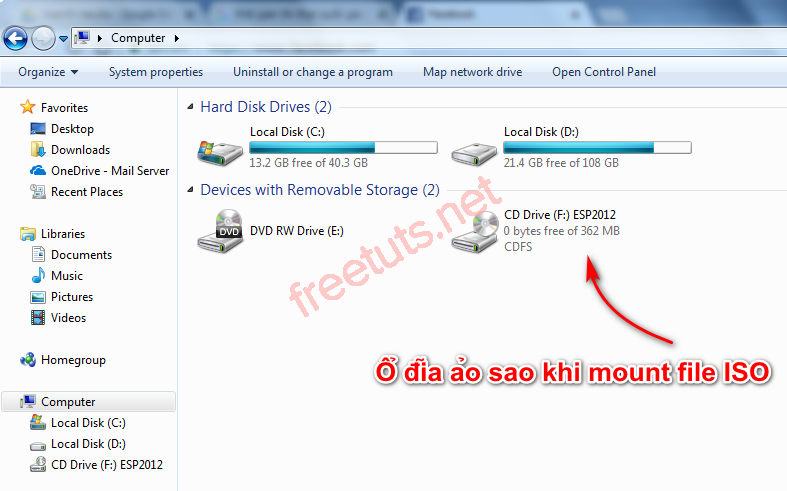 Facebook
Computer
Organize
System properties
Uninstall or change a program
Map network drive
Open Control Panel
Favorites
Desktop
Downloads
OneDrive - Mail Server
Recent Places
Libraries
Documents
Music
Pictures
Videos
Homegroup
Computer
Local Disk (C:)
Local Disk (D:)
CD Drive (F:) ESP2012
Hard Disk Drives (2)
Local Disk (C:)
13.2 GB free of 40.3 GB
Local Disk (D:)
21.4 GB free of 108 GB
Devices with Removable Storage (2)
DVD
DVD RW Drive (E:)
CD Drive (F:) ESP2012
0 bytes free of 362 MB
CDFS
freetuts.net
Ổ đĩa ảo sao khi mount file ISO